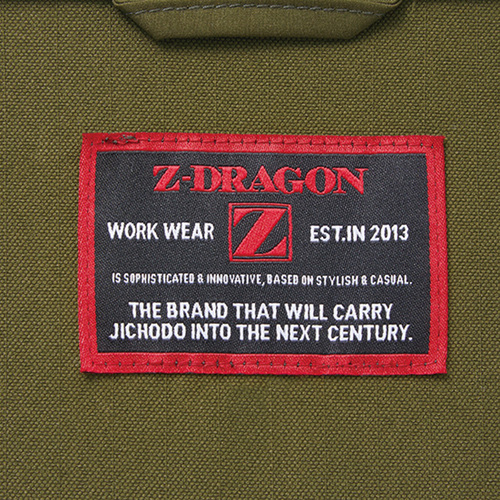 Z-DRAGON
WORK WEAR Z EST.IN 2013
IS SOPHISTICATED & INNOVATIVE, BASED ON STYLISH & CASUAL.
THE BRAND THAT WILL CARRY
JICHODO INTO THE NEXT CENTURY.